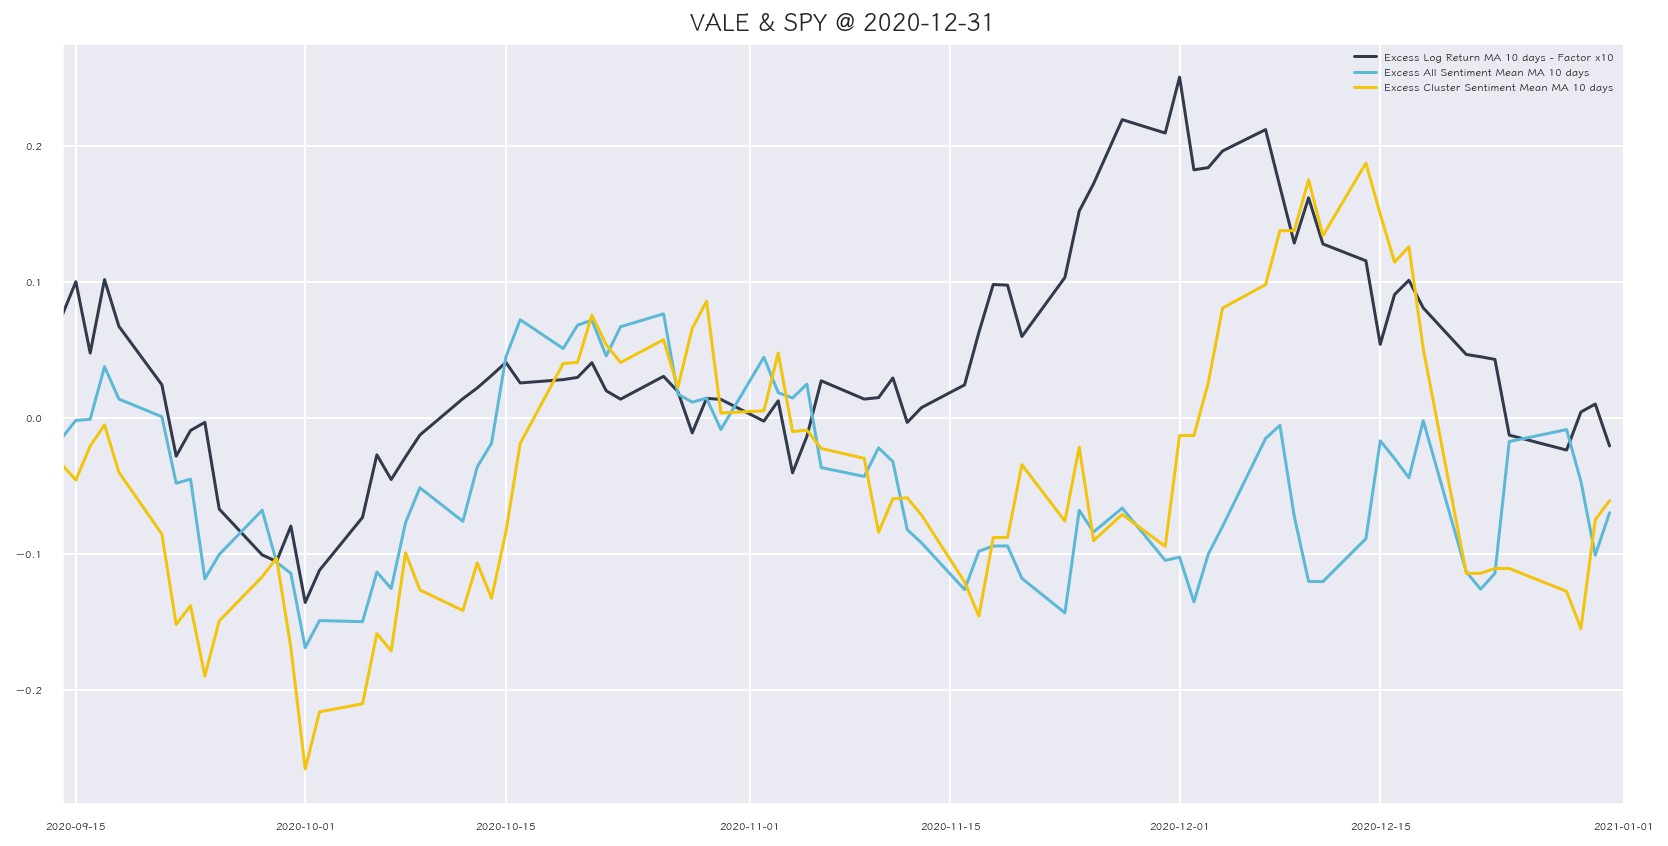 VALE & SPY @ 2020-12-31
Excess Log Return MA 10 days - Factor x10
Excess All Sentiment Mean MA 10 days
Excess Cluster Sentiment Mean MA 10 days
0.2
0.1
0.0
−0.1
−0.2
2020-09-15 2020-10-01 2020-10-15 2020-11-01 2020-11-15 2020-12-01 2020-12-15 2021-01-01